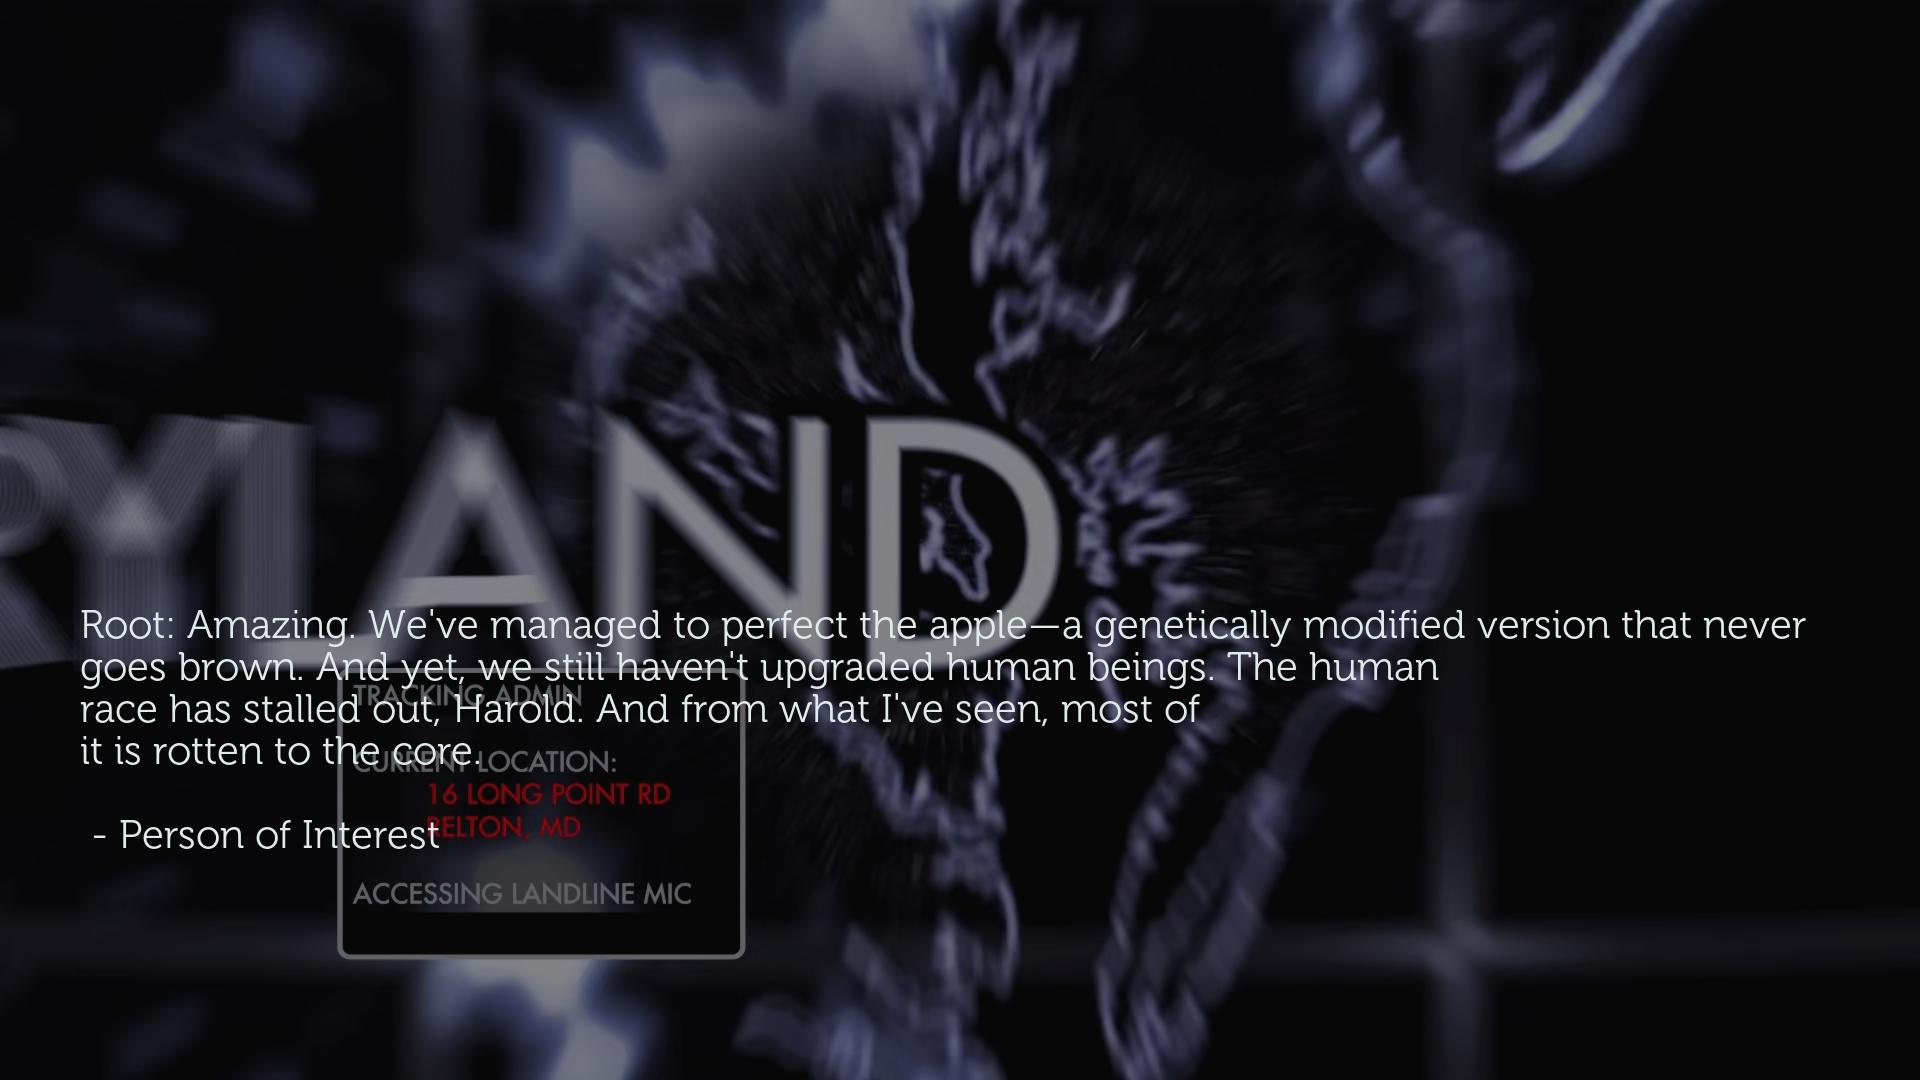 RYLAND
Root: Amazing. We've managed to perfect the apple—a genetically modified version that never
goes brown. And yet, we still haven't upgraded human beings. The human
race has stalled out, Harold. And from what I've seen, most of
it is rotten to the core.
- Person of Interest
TRACKING ADMIN
CURRENT LOCATION:
16 LONG POINT RD
RELTON, MD
ACCESSING LANDLINE MIC